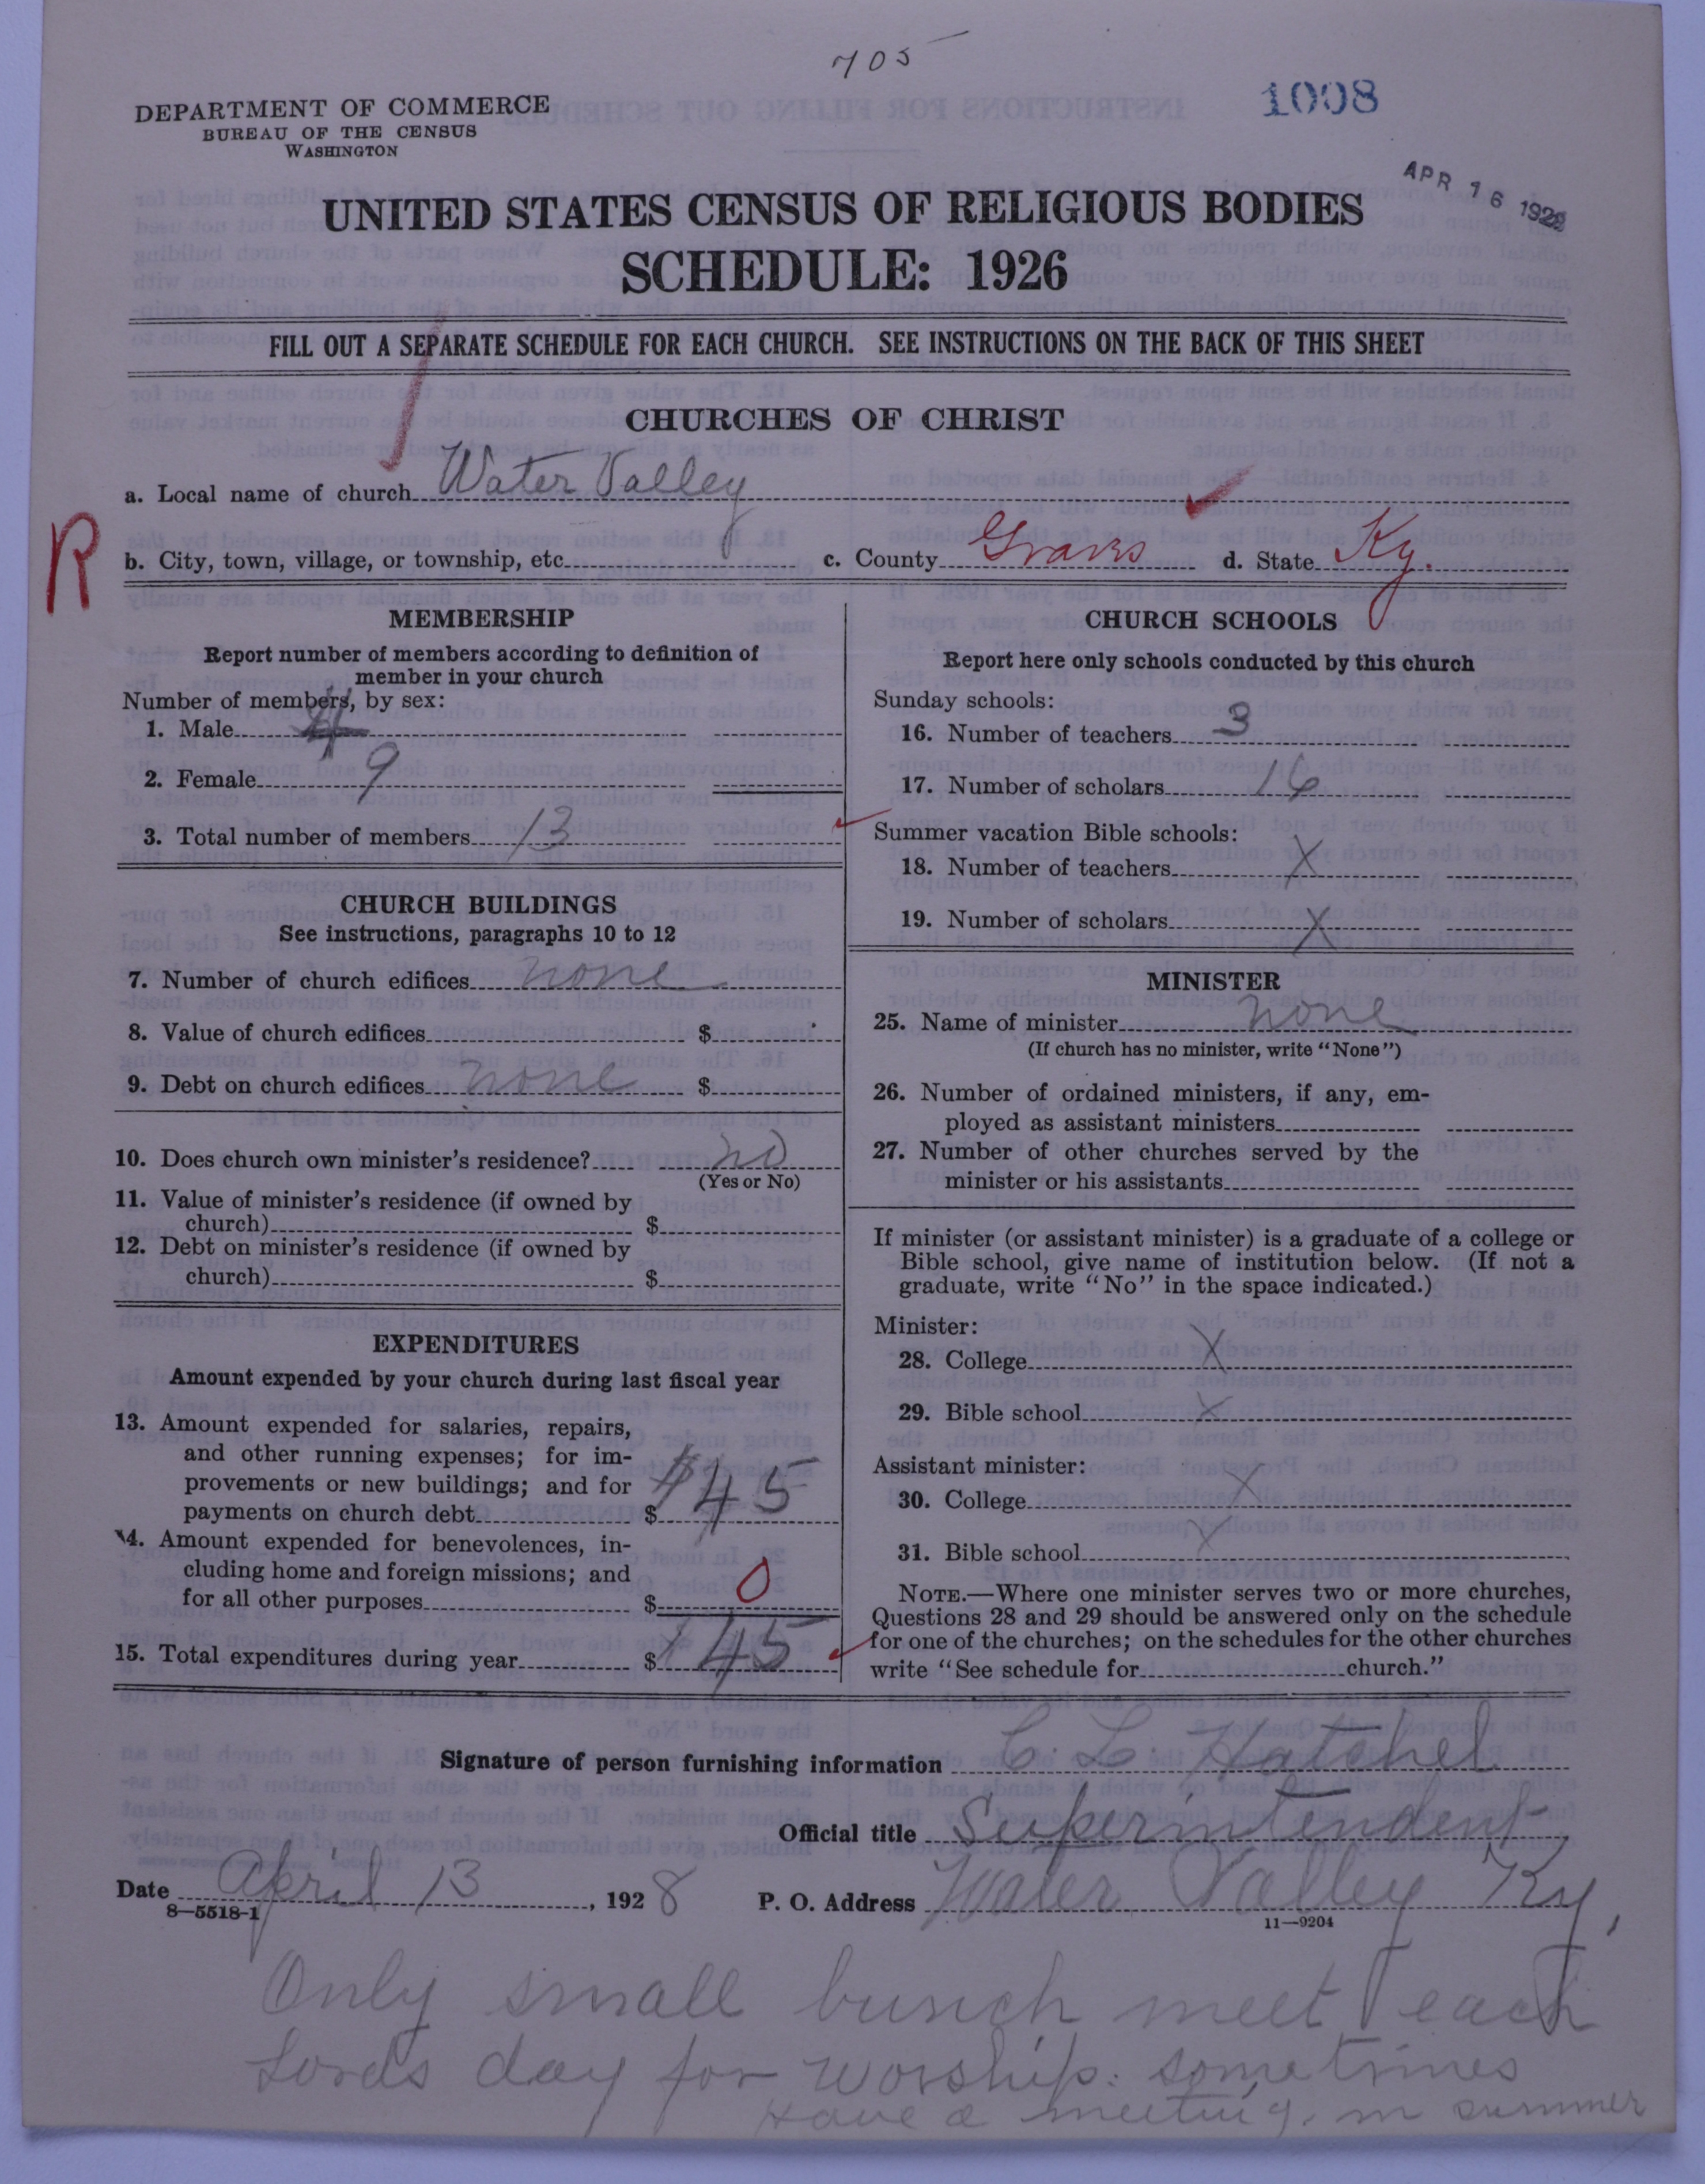 705
1008
DEPARTMENT OF COMMERCE
BUREAU OF THE CENSUS
WASHINGTON
APR 16 1928
UNITED STATES CENSUS OF RELIGIOUS BODIES
SCHEDULE: 1926
FILL OUT A SEPARATE SCHEDULE FOR EACH CHURCH. SEE INSTRUCTIONS ON THE BACK OF THIS SHEET
CHURCHES OF CHRIST
a. Local name of church Water Valley
R
b. City, town, village, or township, etc. c. County Graves d. State Ky.
MEMBERSHIP
Report number of members according to definition of
member in your church
Number of members, by sex:
1. Male 4
2. Female 9
3. Total number of members 13
CHURCH BUILDINGS
See instructions, paragraphs 10 to 12
7. Number of church edifices none
8. Value of church edifices $
9. Debt on church edifices none $
10. Does church own minister's residence? no
(Yes or No)
11. Value of minister's residence (if owned by
church) $
12. Debt on minister's residence (if owned by
church) $
EXPENDITURES
Amount expended by your church during last fiscal year
13. Amount expended for salaries, repairs,
and other running expenses; for im-
provements or new buildings; and for
payments on church debt $ $45
14. Amount expended for benevolences, in-
cluding home and foreign missions; and
for all other purposes $ 0
15. Total expenditures during year $ 45
CHURCH SCHOOLS
Report here only schools conducted by this church
Sunday schools:
16. Number of teachers 3
17. Number of scholars 16
Summer vacation Bible schools:
18. Number of teachers X
19. Number of scholars X
MINISTER
25. Name of minister none
(If church has no minister, write "None")
26. Number of ordained ministers, if any, em-
ployed as assistant ministers
27. Number of other churches served by the
minister or his assistants
If minister (or assistant minister) is a graduate of a college or
Bible school, give name of institution below. (If not a
graduate, write "No" in the space indicated.)
Minister:
28. College X
29. Bible school X
Assistant minister:
30. College X
31. Bible school X
NOTE.—Where one minister serves two or more churches,
Questions 28 and 29 should be answered only on the schedule
for one of the churches; on the schedules for the other churches
write "See schedule for church."
Signature of person furnishing information C. L. Hatchel
Official title Superintendent
Date April 13, 1928 P. O. Address Water Valley Ky,
8—5518-1
11—9204
Only small bunch meet each
Lords day for worship: sometimes
have a meeting, in summer